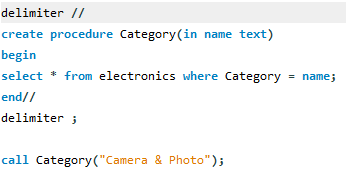 delimiter //
create procedure Category(in name text)
begin
select * from electronics where Category = name;
end//
delimiter ;
call Category("Camera & Photo");